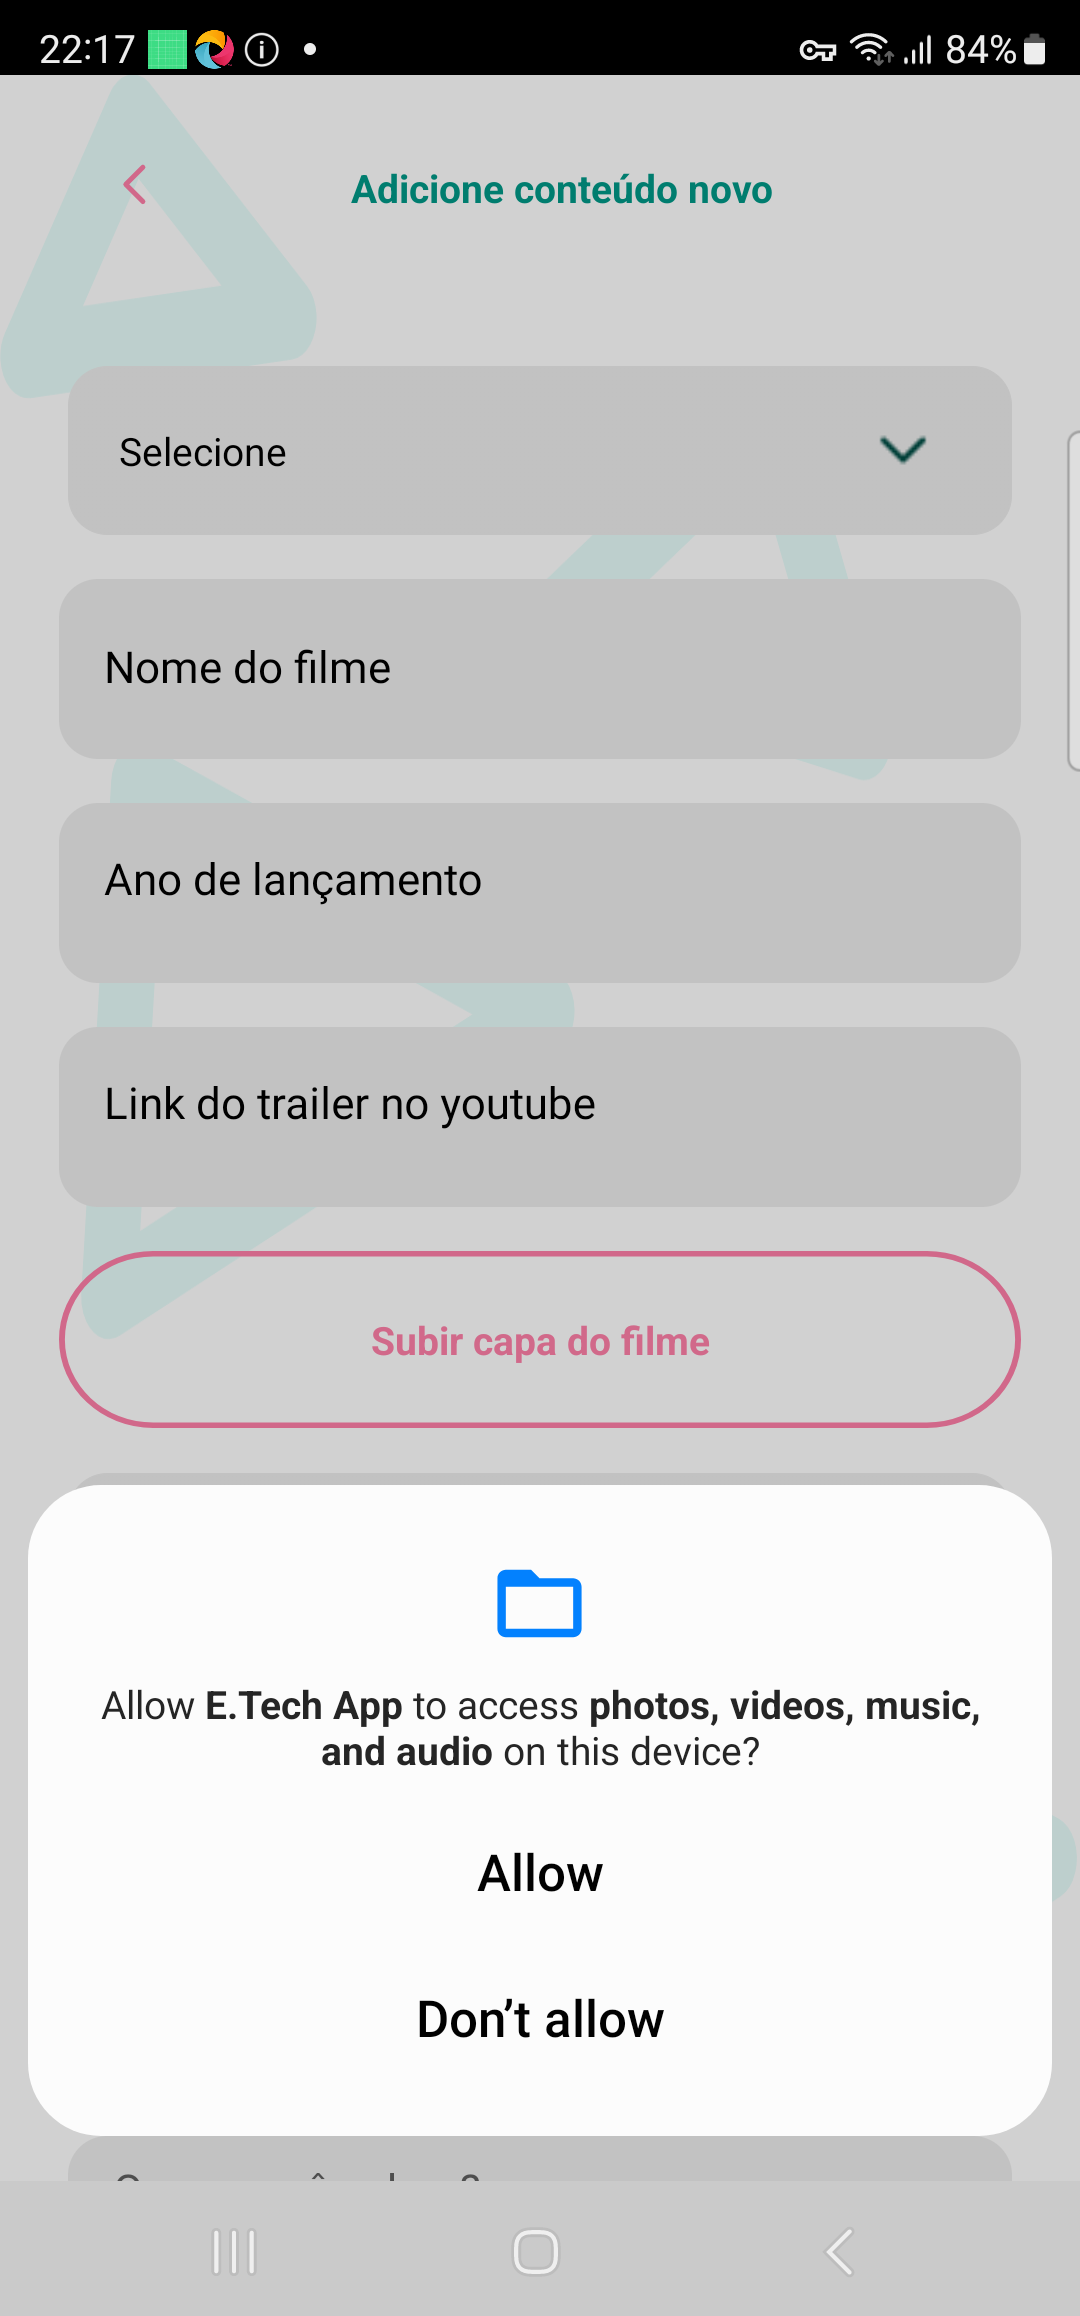 22:17
84%
Adicione conteúdo novo
Selecione
Nome do filme
Ano de lançamento
Link do trailer no youtube
Subir capa do filme
Allow E.Tech App to access photos, videos, music,
and audio on this device?
Allow
Don’t allow